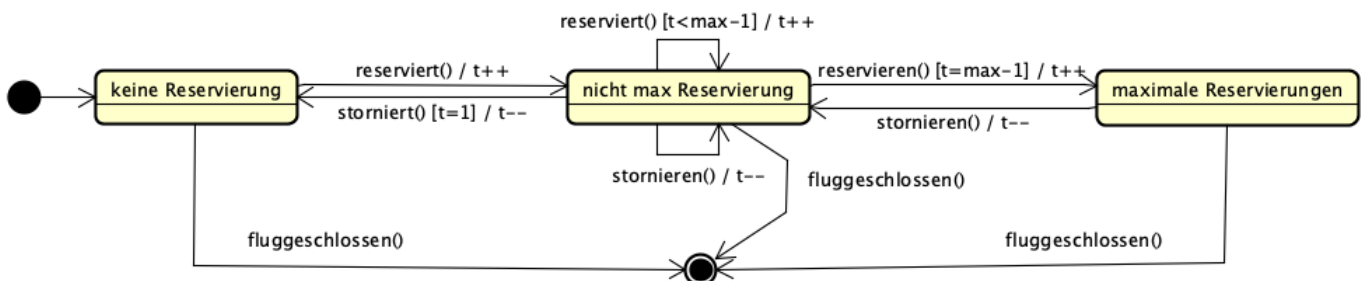 reserviert() [t<max-1] / t++
reserviert() / t++
reservieren() [t=max-1] / t++
keine Reservierung
nicht max Reservierung
maximale Reservierungen
storniert() [t=1] / t--
stornieren() / t--
stornieren() / t--
fluggeschlossen()
fluggeschlossen()
fluggeschlossen()